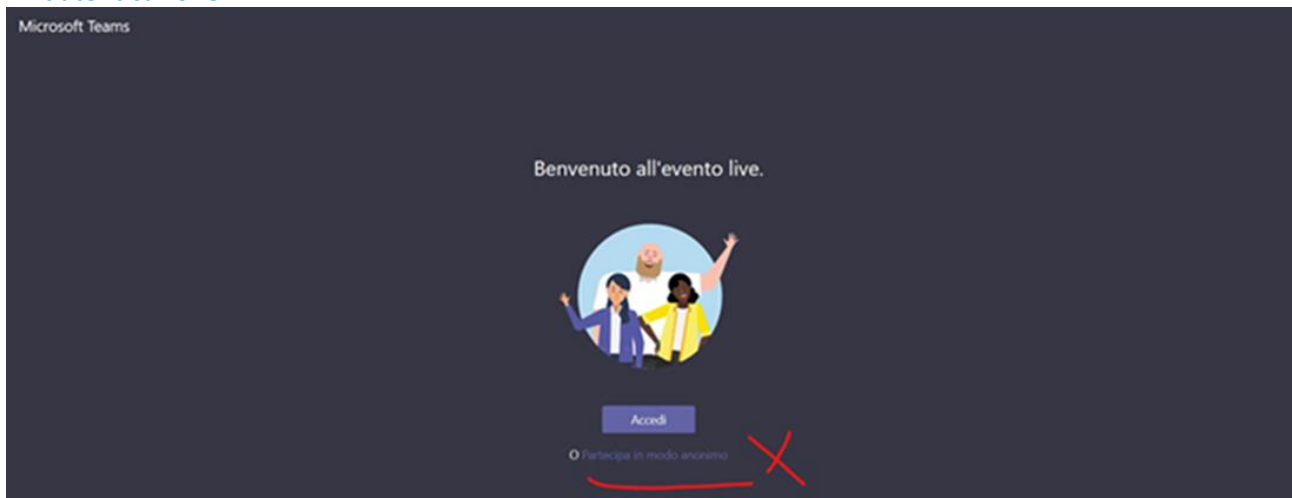 Microsoft Teams
Benvenuto all'evento live.
Accedi
O Partecipa in modo anonimo